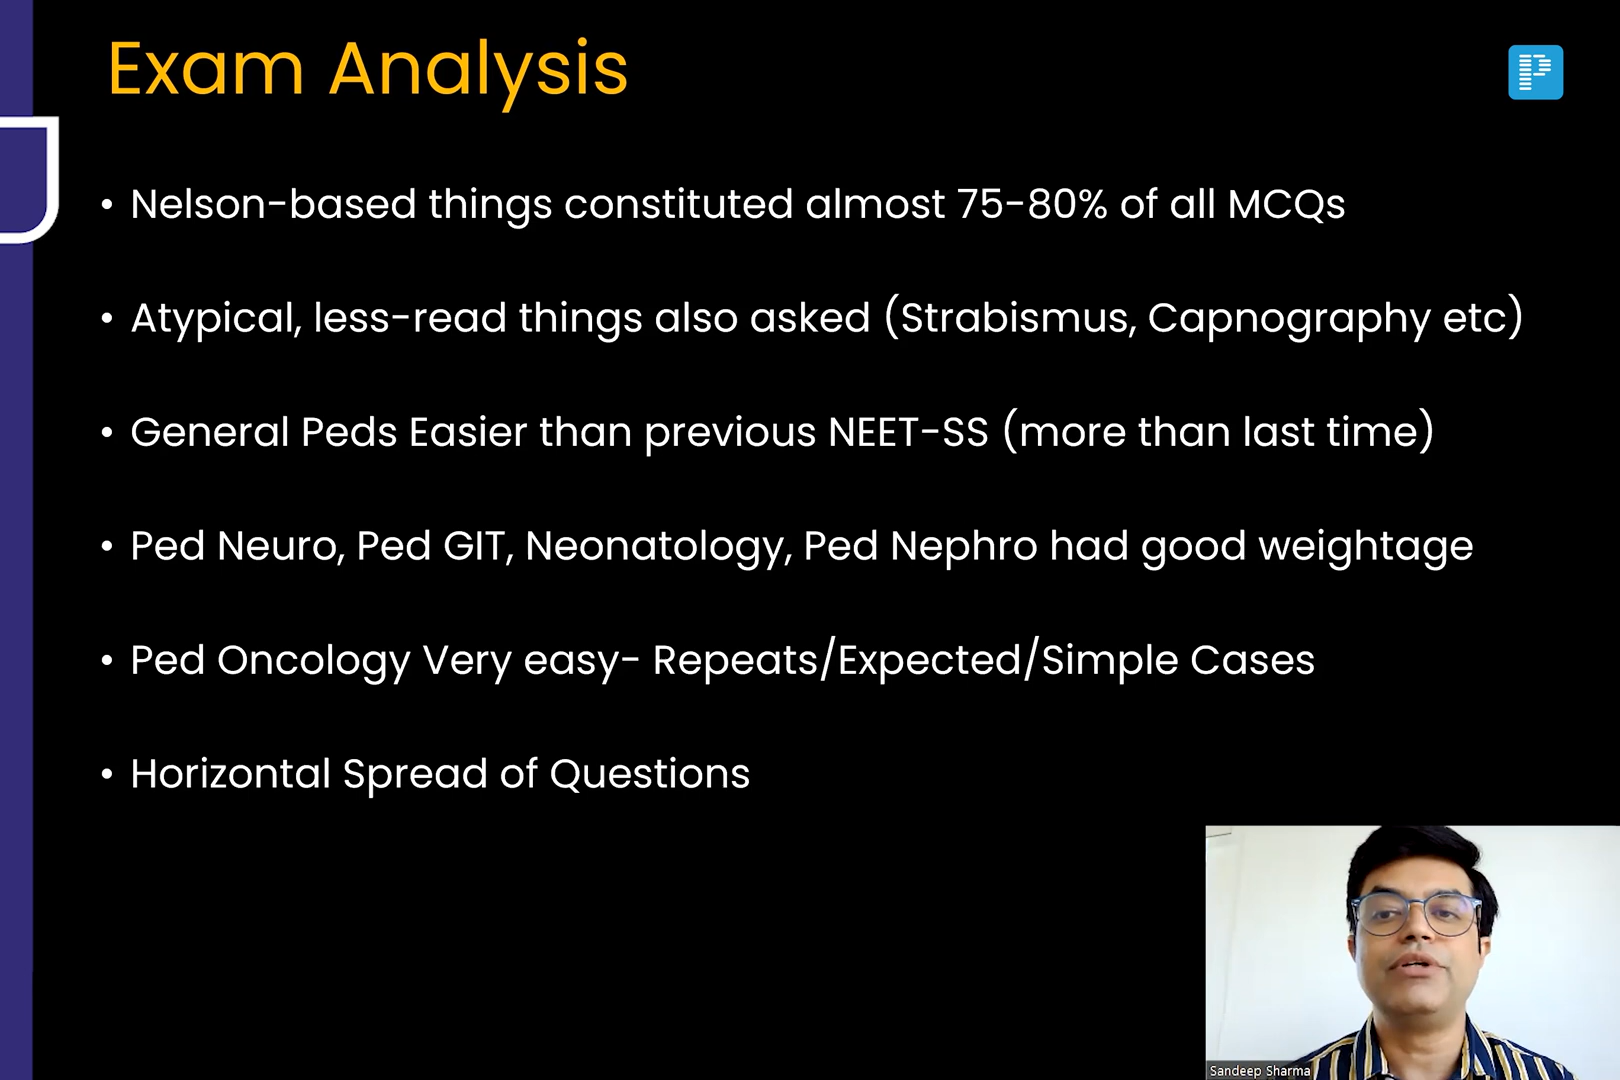 Exam Analysis
• Nelson-based things constituted almost 75-80% of all MCQs
• Atypical, less-read things also asked (Strabismus, Capnography etc)
• General Peds Easier than previous NEET-SS (more than last time)
• Ped Neuro, Ped GIT, Neonatology, Ped Nephro had good weightage
• Ped Oncology Very easy- Repeats/Expected/Simple Cases
• Horizontal Spread of Questions
Sandeep Sharma